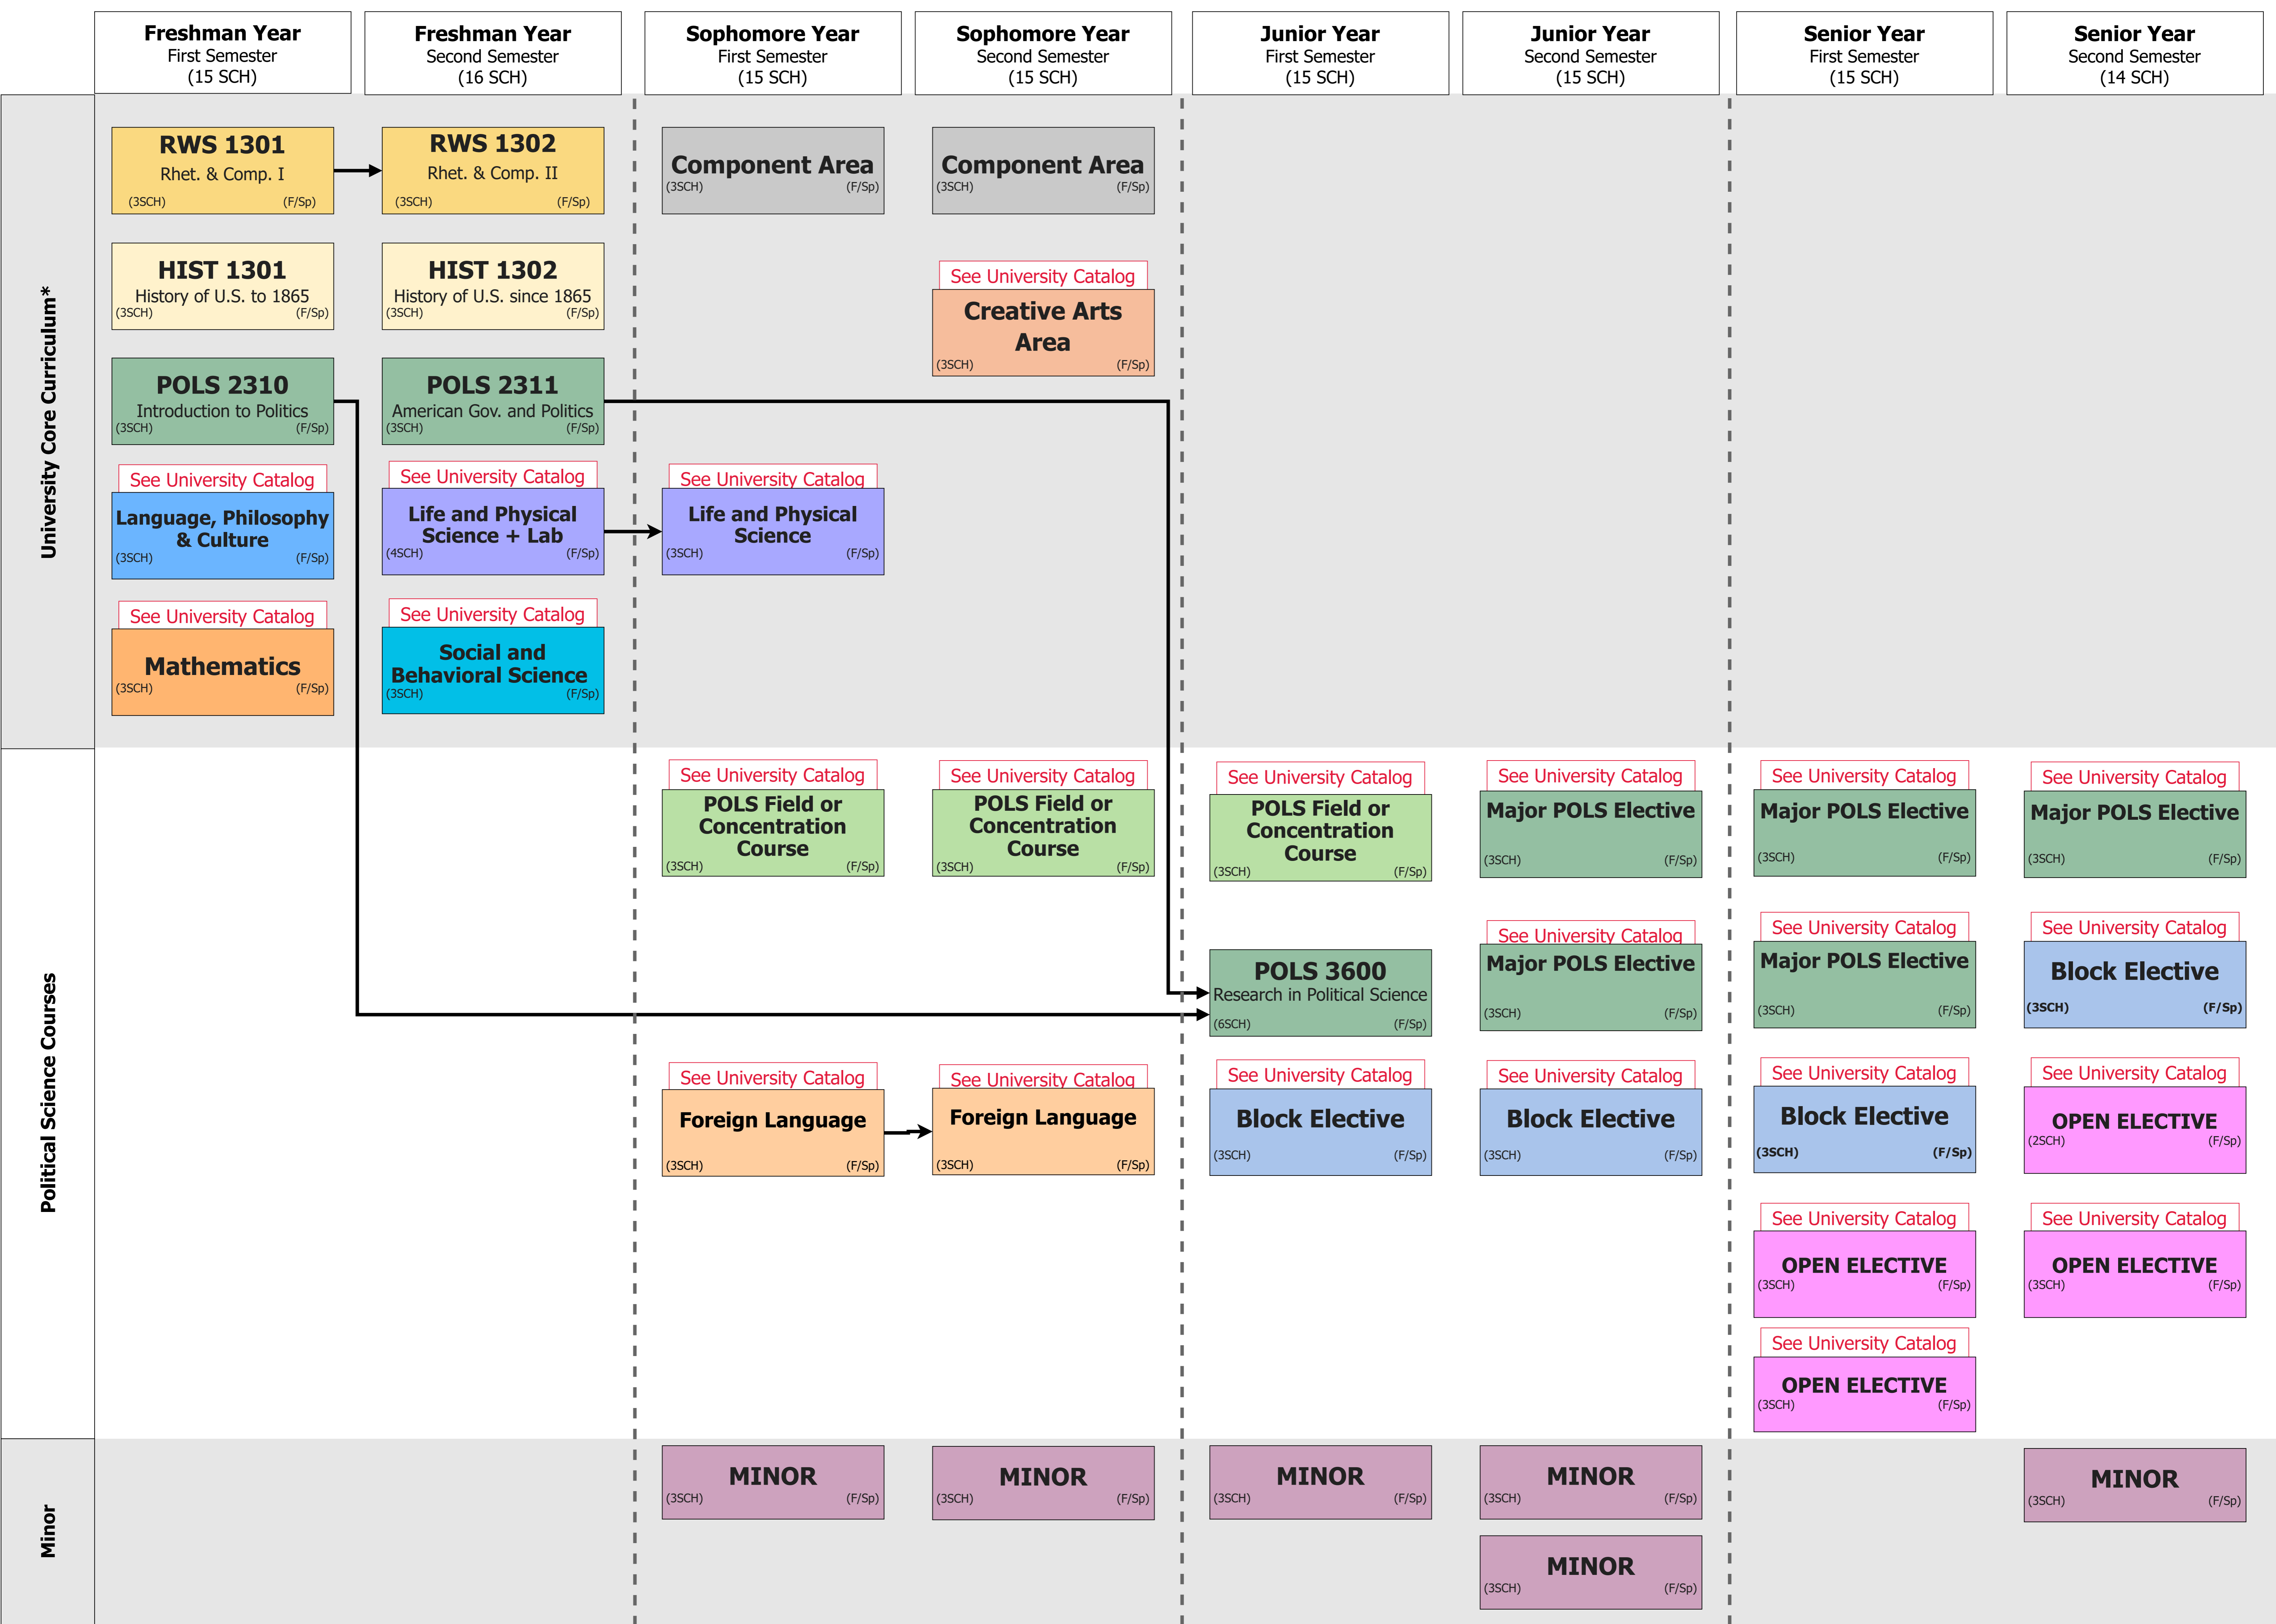 Freshman Year
First Semester
(15 SCH)
Freshman Year
Second Semester
(16 SCH)
Sophomore Year
First Semester
(15 SCH)
Sophomore Year
Second Semester
(15 SCH)
Junior Year
First Semester
(15 SCH)
Junior Year
Second Semester
(15 SCH)
Senior Year
First Semester
(15 SCH)
Senior Year
Second Semester
(14 SCH)
University Core Curriculum*
RWS 1301
Rhet. & Comp. I
(3SCH) (F/Sp)
RWS 1302
Rhet. & Comp. II
(3SCH) (F/Sp)
Component Area
(3SCH) (F/Sp)
Component Area
(3SCH) (F/Sp)
HIST 1301
History of U.S. to 1865
(3SCH) (F/Sp)
HIST 1302
History of U.S. since 1865
(3SCH) (F/Sp)
See University Catalog
Creative Arts
Area
(3SCH) (F/Sp)
POLS 2310
Introduction to Politics
(3SCH) (F/Sp)
POLS 2311
American Gov. and Politics
(3SCH) (F/Sp)
See University Catalog
Language, Philosophy
& Culture
(3SCH) (F/Sp)
See University Catalog
Life and Physical
Science + Lab
(4SCH) (F/Sp)
See University Catalog
Life and Physical
Science
(3SCH) (F/Sp)
See University Catalog
Mathematics
(3SCH) (F/Sp)
See University Catalog
Social and
Behavioral Science
(3SCH) (F/Sp)
Political Science Courses
See University Catalog
POLS Field or
Concentration
Course
(3SCH) (F/Sp)
See University Catalog
POLS Field or
Concentration
Course
(3SCH) (F/Sp)
See University Catalog
POLS Field or
Concentration
Course
(3SCH) (F/Sp)
See University Catalog
Major POLS Elective
(3SCH) (F/Sp)
See University Catalog
Major POLS Elective
(3SCH) (F/Sp)
See University Catalog
Major POLS Elective
(3SCH) (F/Sp)
POLS 3600
Research in Political Science
(6SCH) (F/Sp)
See University Catalog
Major POLS Elective
(3SCH) (F/Sp)
See University Catalog
Major POLS Elective
(3SCH) (F/Sp)
See University Catalog
Block Elective
(3SCH) (F/Sp)
See University Catalog
Foreign Language
(3SCH) (F/Sp)
See University Catalog
Foreign Language
(3SCH) (F/Sp)
See University Catalog
Block Elective
(3SCH) (F/Sp)
See University Catalog
Block Elective
(3SCH) (F/Sp)
See University Catalog
Block Elective
(3SCH) (F/Sp)
See University Catalog
OPEN ELECTIVE
(2SCH) (F/Sp)
See University Catalog
OPEN ELECTIVE
(3SCH) (F/Sp)
See University Catalog
OPEN ELECTIVE
(3SCH) (F/Sp)
See University Catalog
OPEN ELECTIVE
(3SCH) (F/Sp)
Minor
MINOR
(3SCH) (F/Sp)
MINOR
(3SCH) (F/Sp)
MINOR
(3SCH) (F/Sp)
MINOR
(3SCH) (F/Sp)
MINOR
(3SCH) (F/Sp)
MINOR
(3SCH) (F/Sp)